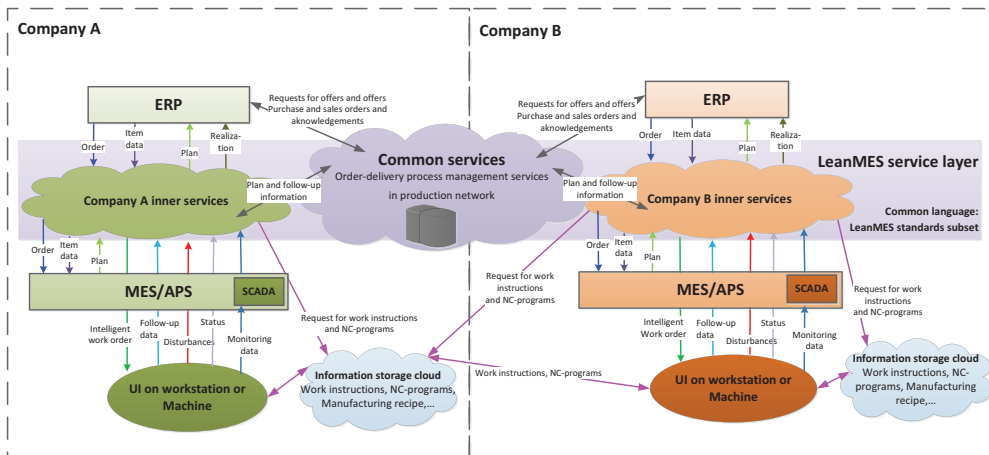 Company A
Company B
ERP
Requests for offers and offers
Purchase and sales orders and
aknowledgements
Order
Item
data
Plan
Realiza-
tion
Requests for offers and offers
Purchase and sales orders and
aknowledgements
ERP
Order
Item data
Plan
Realization
LeanMES service layer
Common services
Order-delivery process management services
in production network
Company A inner services
Plan and follow-up
information
Plan and follow-up
information
Company B inner services
Common language:
LeanMES standards subset
Order
Item
data
Plan
MES/APS
SCADA
Order
Item
data
Plan
MES/APS
SCADA
Request for work
instructions
and NC-programs
Request for work
instructions
and NC-programs
Intelligent
work order
Follow-up
data
Status
Disturbances
Monitoring
data
Request for work instructions
and NC-programs
Intelligent
work order
Follow-up
data
Status
Disturbances
Monitoring
data
UI on workstation or
Machine
Information storage cloud
Work instructions, NC-programs,
Manufacturing recipe,...
Work instructions, NC-programs
UI on workstation or
Machine
Information storage cloud
Work instructions, NC-
programs, Manufacturing
recipe,...